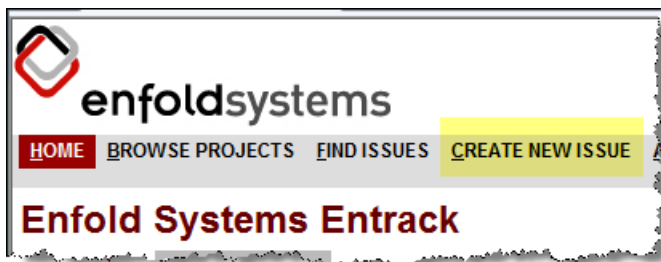 enfoldsystems
HOME BROWSE PROJECTS FIND ISSUES CREATE NEW ISSUE
Enfold Systems Entrack